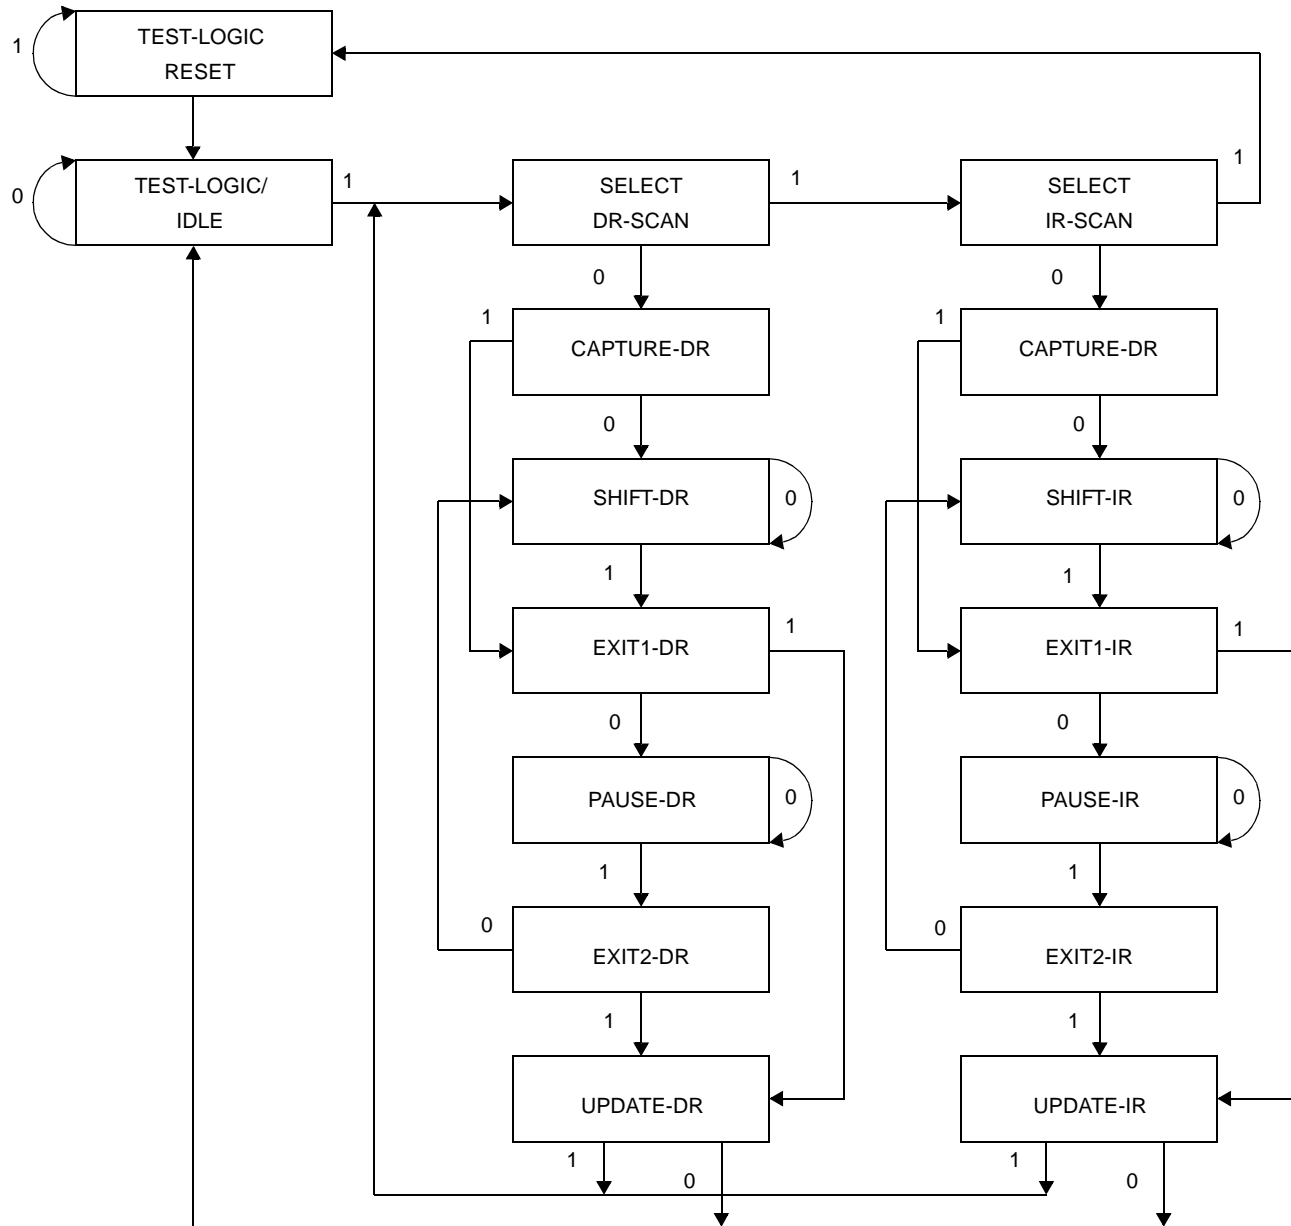 TEST-LOGIC
RESET
1
TEST-LOGIC/
IDLE
0
1
SELECT
DR-SCAN
1
SELECT
IR-SCAN
1
0
0
1
CAPTURE-DR
1
CAPTURE-DR
0
0
SHIFT-DR
0
SHIFT-IR
0
1
1
EXIT1-DR
1
EXIT1-IR
1
0
0
PAUSE-DR
0
PAUSE-IR
0
1
1
0
EXIT2-DR
0
EXIT2-IR
1
1
UPDATE-DR
UPDATE-IR
1
0
1
0